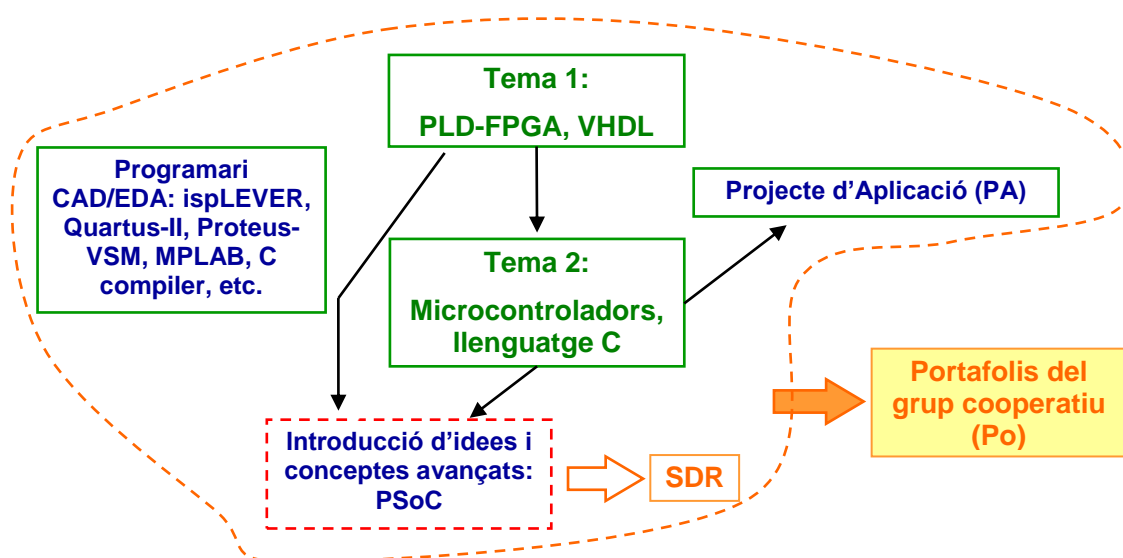 Tema 1:
PLD-FPGA, VHDL
Programari
CAD/EDA: ispLEVER,
Quartus-II, Proteus-
VSM, MPLAB, C
compiler, etc.
Projecte d’Aplicació (PA)
Tema 2:
Microcontroladors,
llenguatge C
Portafolis del
grup cooperatiu
(Po)
Introducció d’idees i
conceptes avançats:
PSoC
SDR